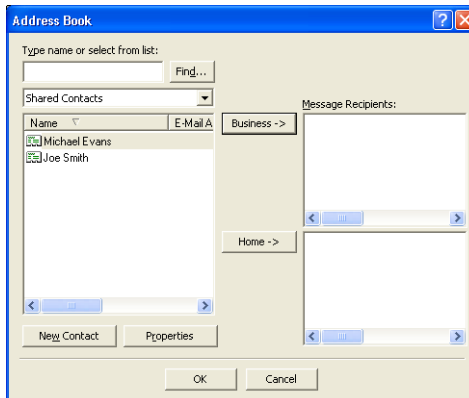 Address Book
Type name or select from list:
Find...
Shared Contacts
Message Recipients:
Name E-Mail A
Business ->
Michael Evans
Joe Smith
Home ->
New Contact Properties
OK Cancel